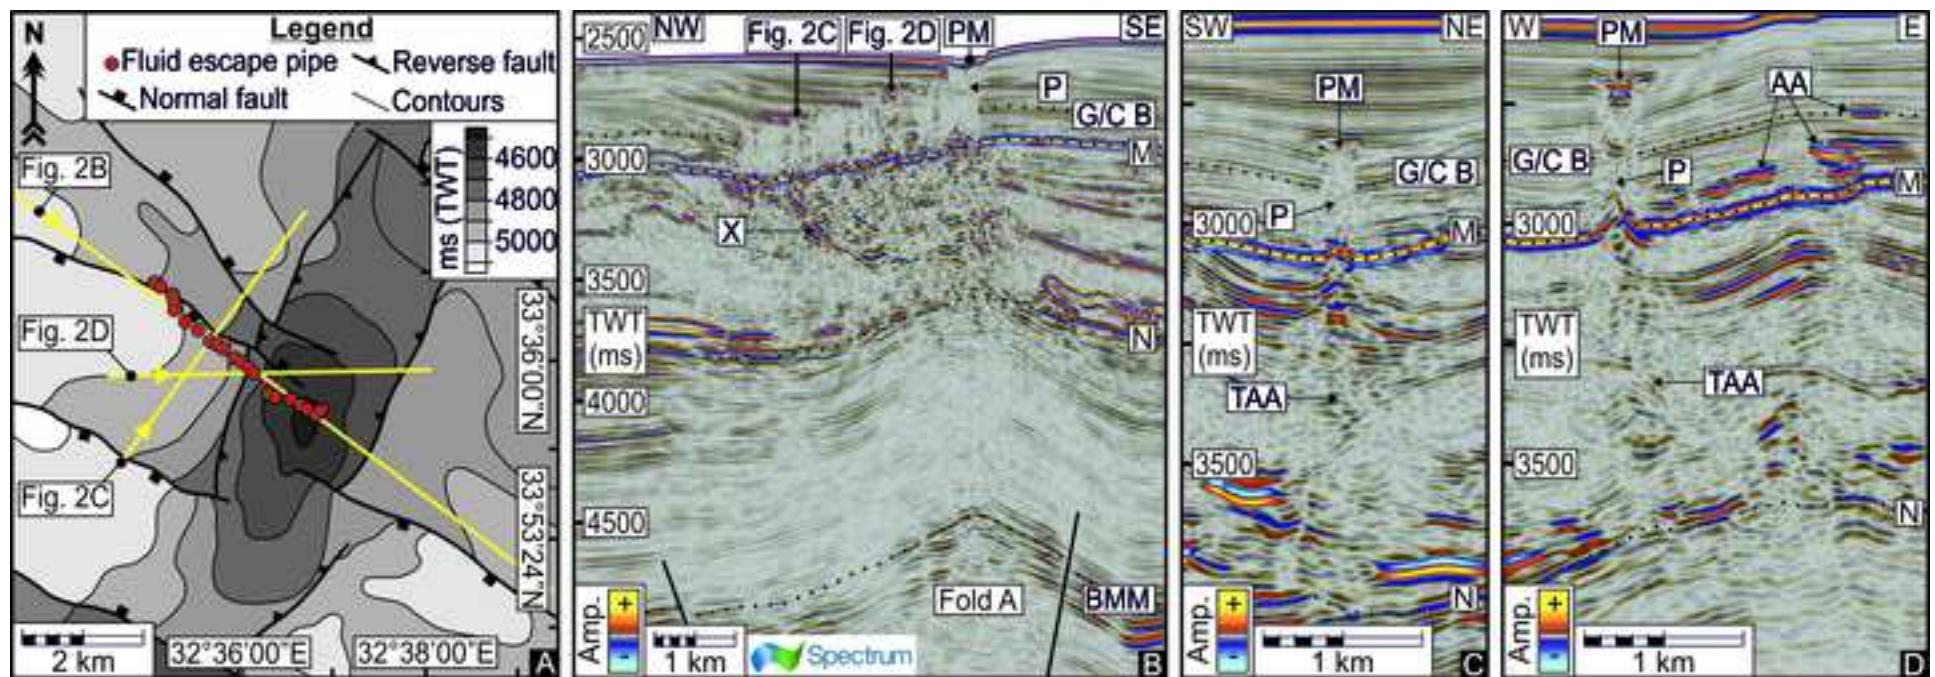 N
Legend
Fluid escape pipe
Reverse fault
Normal fault
Contours
ms (TWT)
4600
4800
5000
Fig. 2B
Fig. 2D
Fig. 2C
33°36'00"N
33°53'24"N
2 km
32°36'00"E
32°38'00"E
A
2500
NW
Fig. 2C
Fig. 2D
PM
SE
P
G/C B
3000
M
X
3500
TWT
(ms)
N
4000
4500
Fold A
BMM
Amp.
+
-
1 km
Spectrum
B
SW
NE
PM
G/C B
P
3000
M
TWT
(ms)
TAA
3500
Amp.
+
-
1 km
N
C
W
PM
E
AA
G/C B
P
M
3000
TWT
(ms)
TAA
3500
N
Amp.
+
-
1 km
D